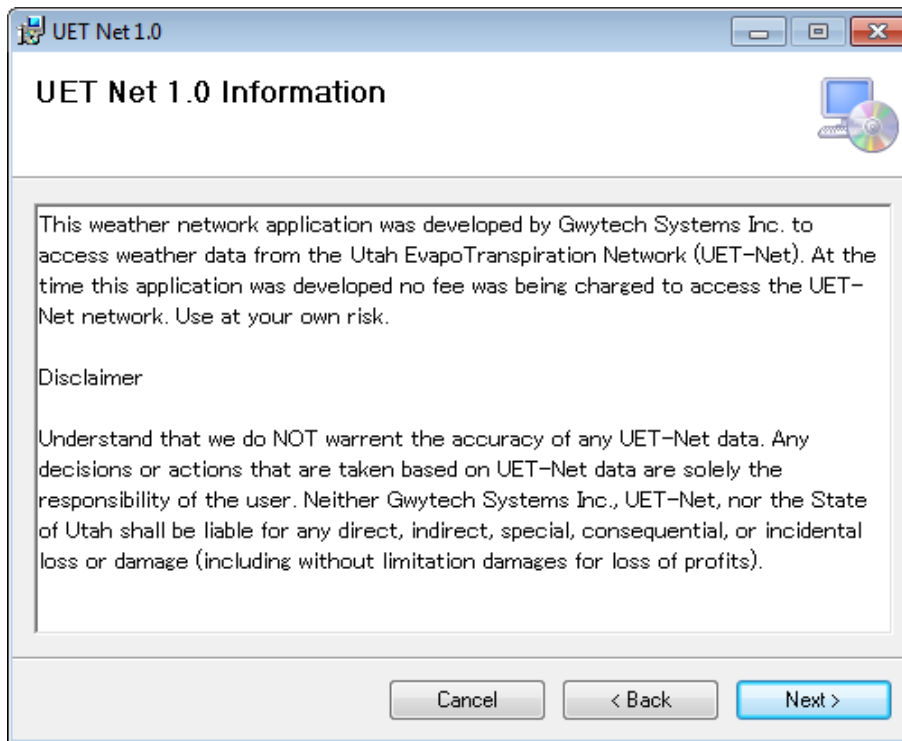 UET Net 1.0
UET Net 1.0 Information
This weather network application was developed by Gwytech Systems Inc. to
access weather data from the Utah EvapoTranspiration Network (UET-Net). At the
time this application was developed no fee was being charged to access the UET-
Net network. Use at your own risk.
Disclaimer
Understand that we do NOT warrent the accuracy of any UET-Net data. Any
decisions or actions that are taken based on UET-Net data are solely the
responsibility of the user. Neither Gwytech Systems Inc., UET-Net, nor the State
of Utah shall be liable for any direct, indirect, special, consequential, or incidental
loss or damage (including without limitation damages for loss of profits).
Cancel
< Back
Next >